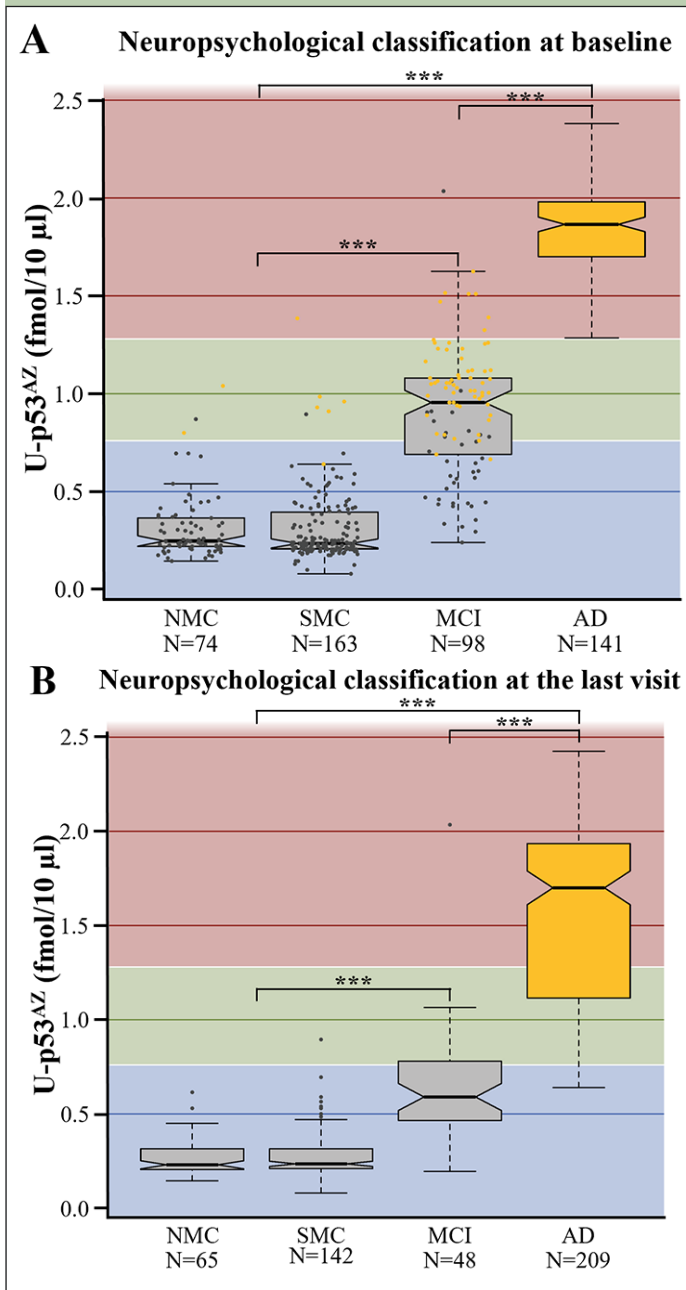 A
Neuropsychological classification at baseline
***
***
***
U-p53AZ (fmol/10 µl)
2.5
2.0
1.5
1.0
0.5
0.0
NMC SMC MCI AD
N=74 N=163 N=98 N=141
B
Neuropsychological classification at the last visit
***
***
***
U-p53AZ (fmol/10 µl)
2.5
2.0
1.5
1.0
0.5
0.0
NMC SMC MCI AD
N=65 N=142 N=48 N=209